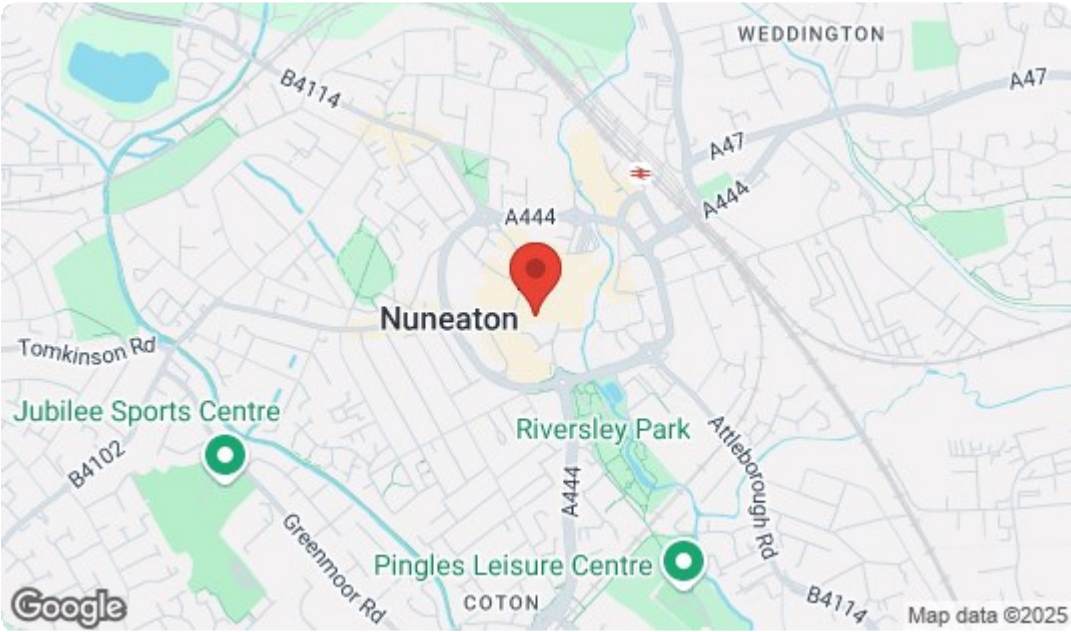 WEDDINGTON
A47
B4114
A47
A444
A444
Nuneaton
Tomkinson Rd
Jubilee Sports Centre
Riversley Park
B4102
A444
Attleborough Rd
Greenmoor Rd
Pingles Leisure Centre
COTON
B4114
Google
Map data ©2025